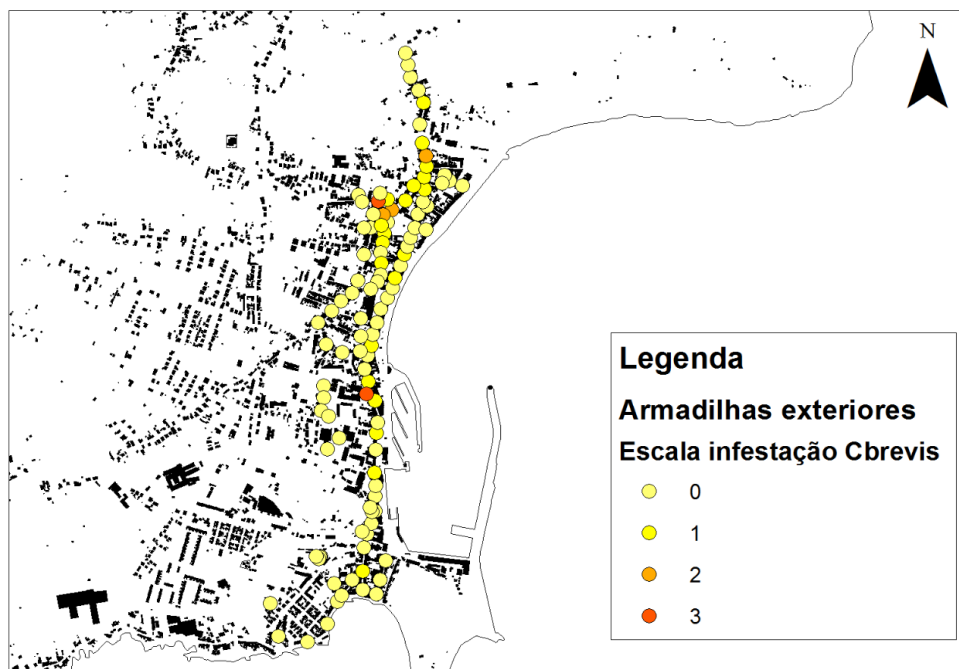 N
Legenda
Armadilhas exteriores
Escala infestação Cbrevis
0
1
2
3